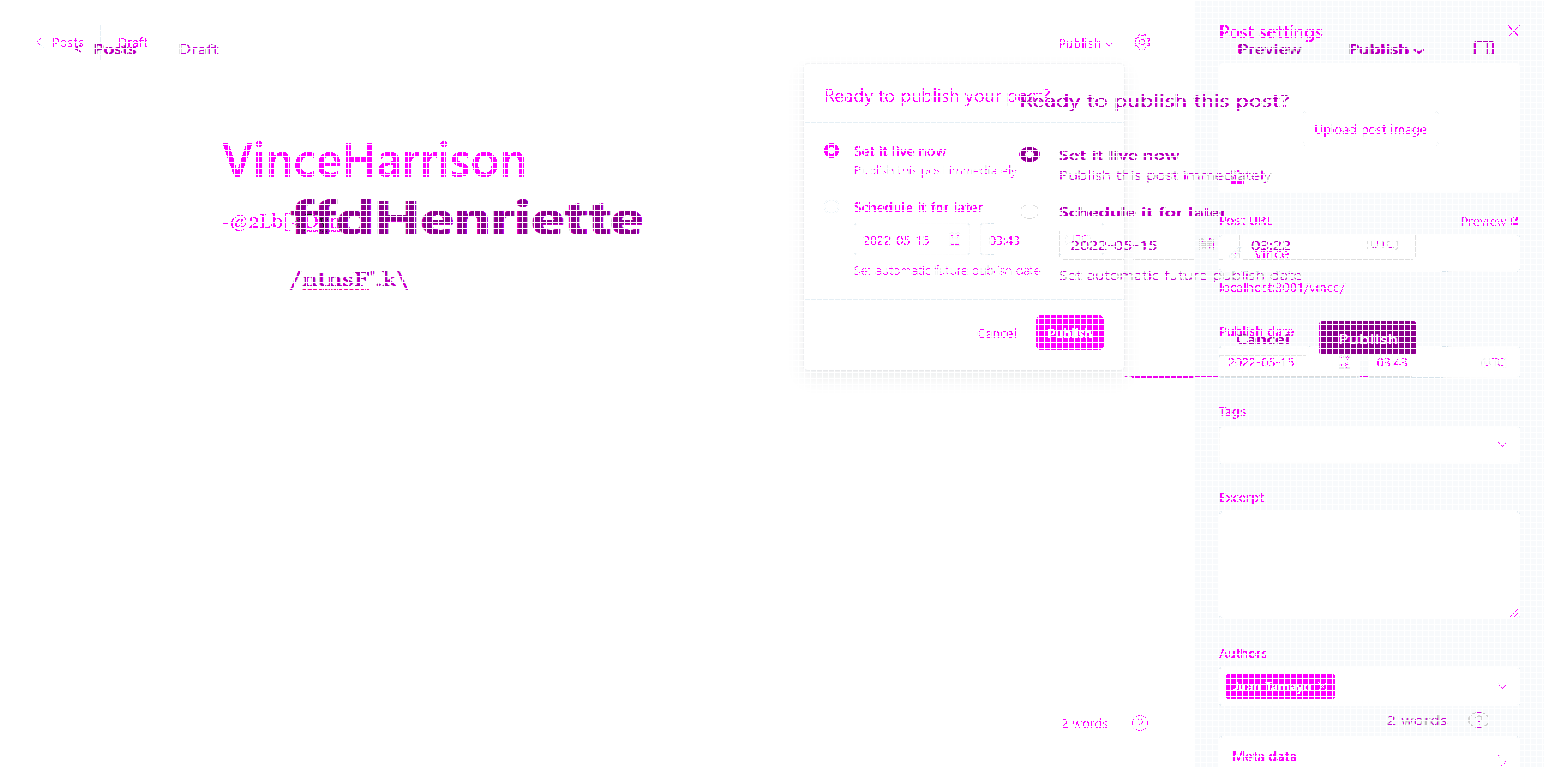 Posts
Draft
Publish
Post settings
Posts
Draft
Preview
Publish
Ready to publish your post?
Ready to publish this post?
Upload post image
VinceHarrison
Set it live now
Publish this post immediately
Set it live now
Publish this post immediately
Schedule it for later
Schedule it for later
ffdHenriette
Post URL
Preview
2022-05-15
03:43
2022-05-15
03:22
(UTC)
vince
Set automatic future publish date
Set automatic future publish date
localhost:3001/vince/
Cancel
Publish
Publish date
Cancel
Publish
2022-05-15
03:43
UTC
Tags
Excerpt
Authors
2 words
2 words
Meta data